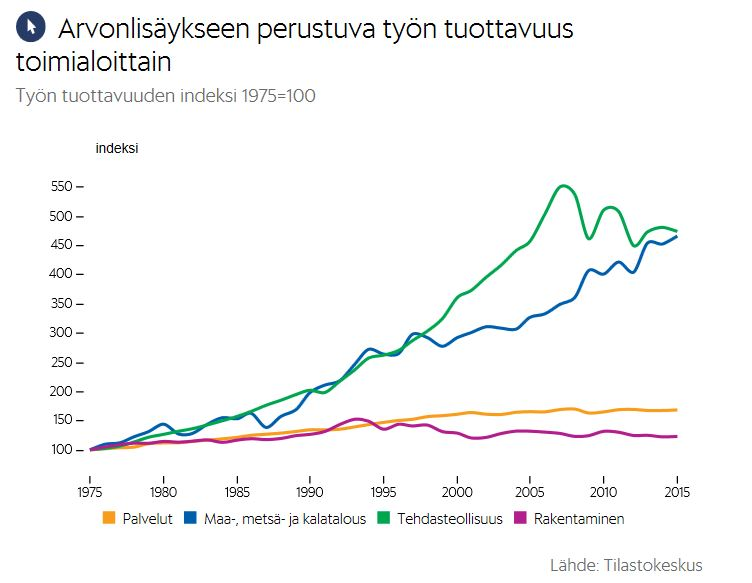 Arvonlisäykseen perustuva työn tuottavuus
toimialoittain
Työn tuottavuuden indeksi 1975=100
indeksi
550
500
450
400
350
300
250
200
150
100
1975 1980 1985 1990 1995 2000 2005 2010 2015
Palvelut Maa-, metsä- ja kalatalous Tehdasteollisuus Rakentaminen
Lähde: Tilastokeskus